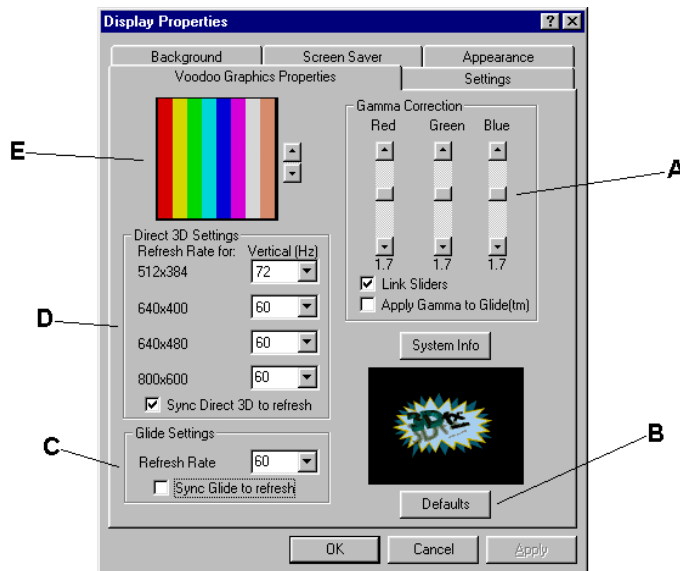 Display Properties
Background Screen Saver Appearance
Voodoo Graphics Properties Settings
E
Gamma Correction
Red Green Blue
1.7 1.7 1.7
Link Sliders
Apply Gamma to Glide(tm)
A
Direct 3D Settings
Refresh Rate for: Vertical (Hz)
512x384 72
640x400 60
640x480 60
800x600 60
Sync Direct 3D to refresh
D
System Info
3Dfx
B
Defaults
Glide Settings
Refresh Rate 60
Sync Glide to refresh
C
OK Cancel Apply